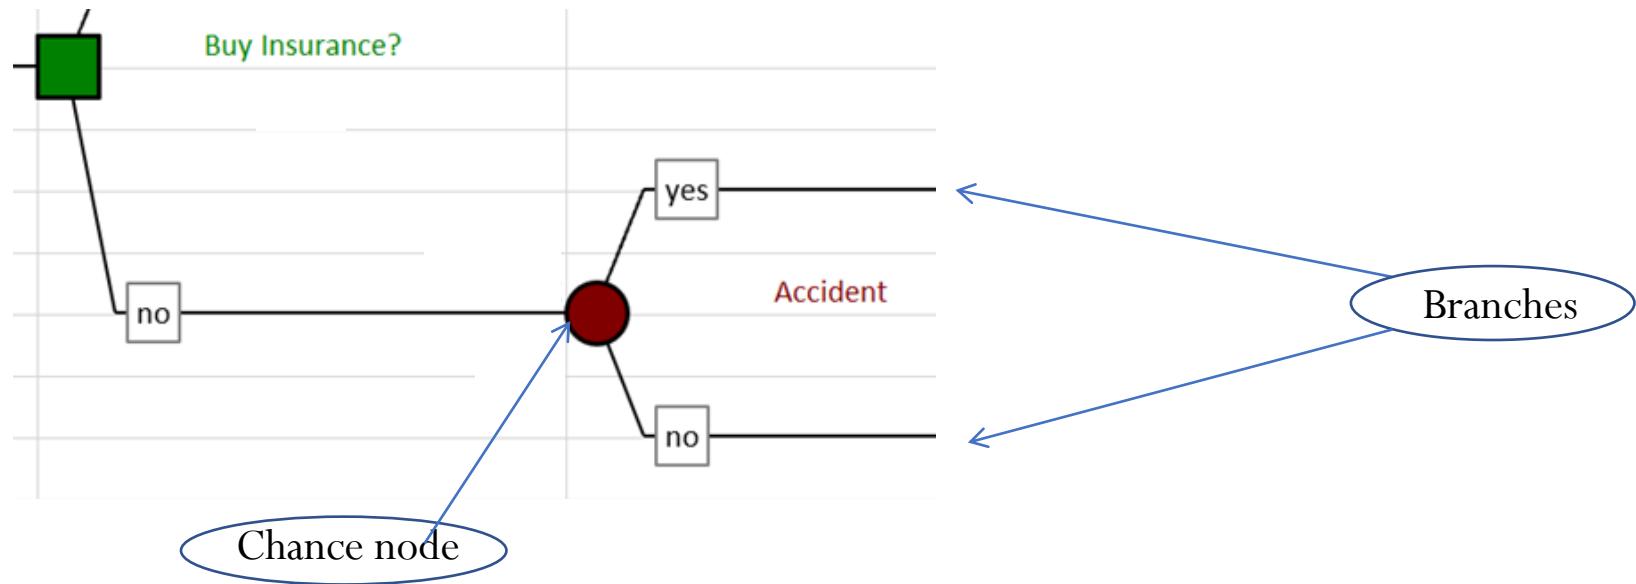 Buy Insurance?
yes
Accident
Branches
no
no
Chance node